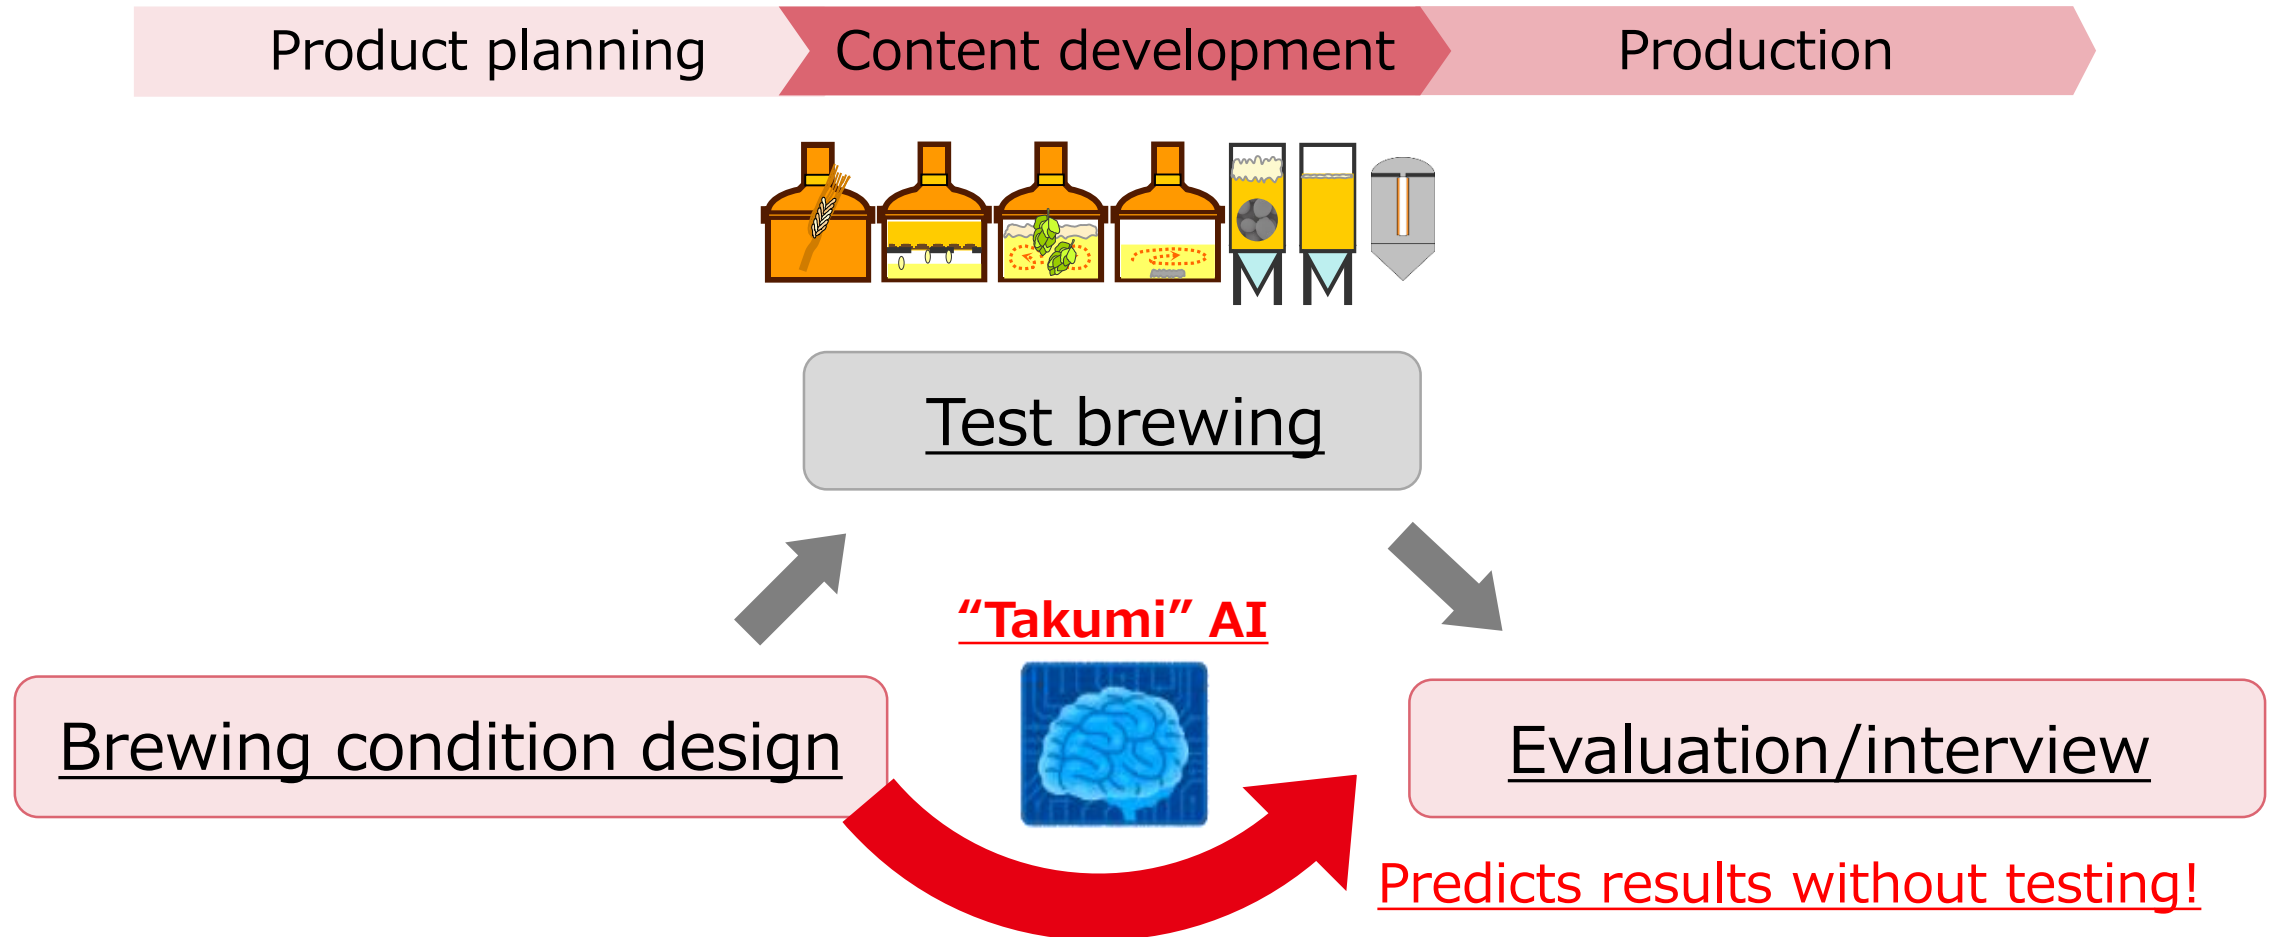 Product planning
Content development
Production
Test brewing
“Takumi” AI
Brewing condition design
Evaluation/interview
Predicts results without testing!